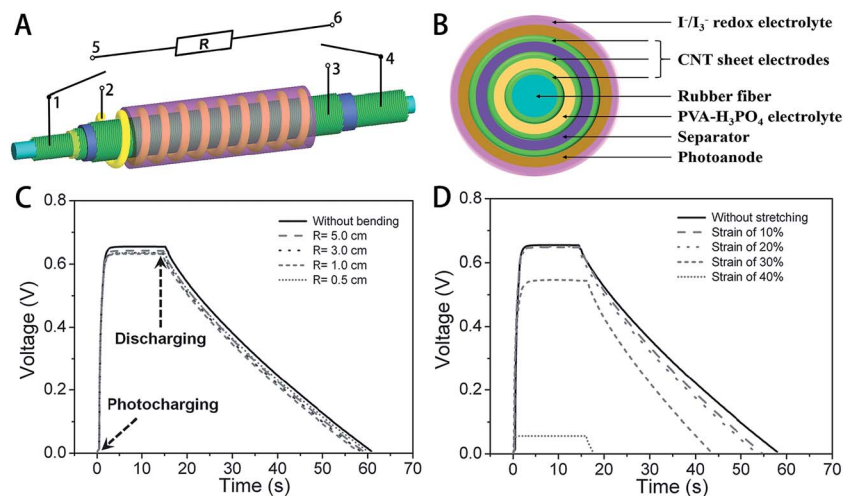 A
6
R
5
4
3
2
1
B
I⁻/I₃⁻ redox electrolyte
CNT sheet electrodes
Rubber fiber
PVA-H₃PO₄ electrolyte
Separator
Photoanode
C
0.8
0.6
0.4
0.2
0.0
Voltage (V)
Without bending
R= 5.0 cm
R= 3.0 cm
R= 1.0 cm
R= 0.5 cm
Discharging
Photocharging
0 10 20 30 40 50 60 70
Time (s)
D
0.8
0.6
0.4
0.2
0.0
Voltage (V)
Without stretching
Strain of 10%
Strain of 20%
Strain of 30%
Strain of 40%
0 10 20 30 40 50 60 70
Time (s)